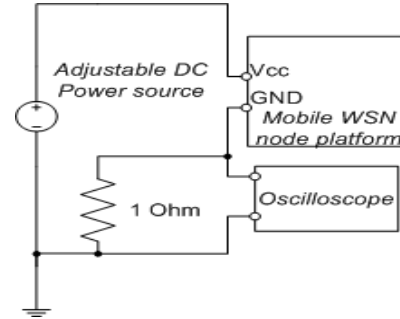 Adjustable DC
Power source
Vcc
GND
Mobile WSN
node platform
+
−
1 Ohm
Oscilloscope